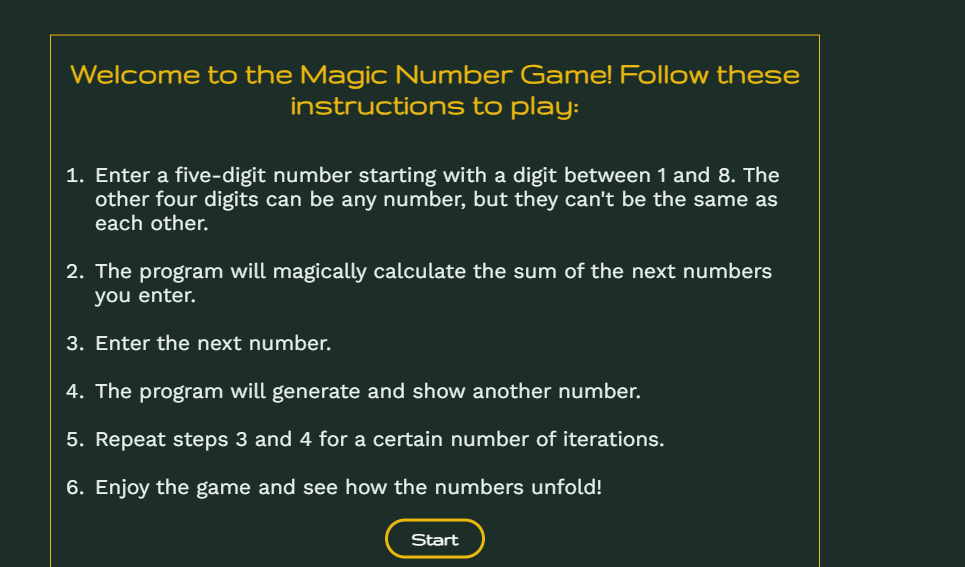 Welcome to the Magic Number Game! Follow these
instructions to play:
1. Enter a five-digit number starting with a digit between 1 and 8. The
other four digits can be any number, but they can't be the same as
each other.
2. The program will magically calculate the sum of the next numbers
you enter.
3. Enter the next number.
4. The program will generate and show another number.
5. Repeat steps 3 and 4 for a certain number of iterations.
6. Enjoy the game and see how the numbers unfold!
Start